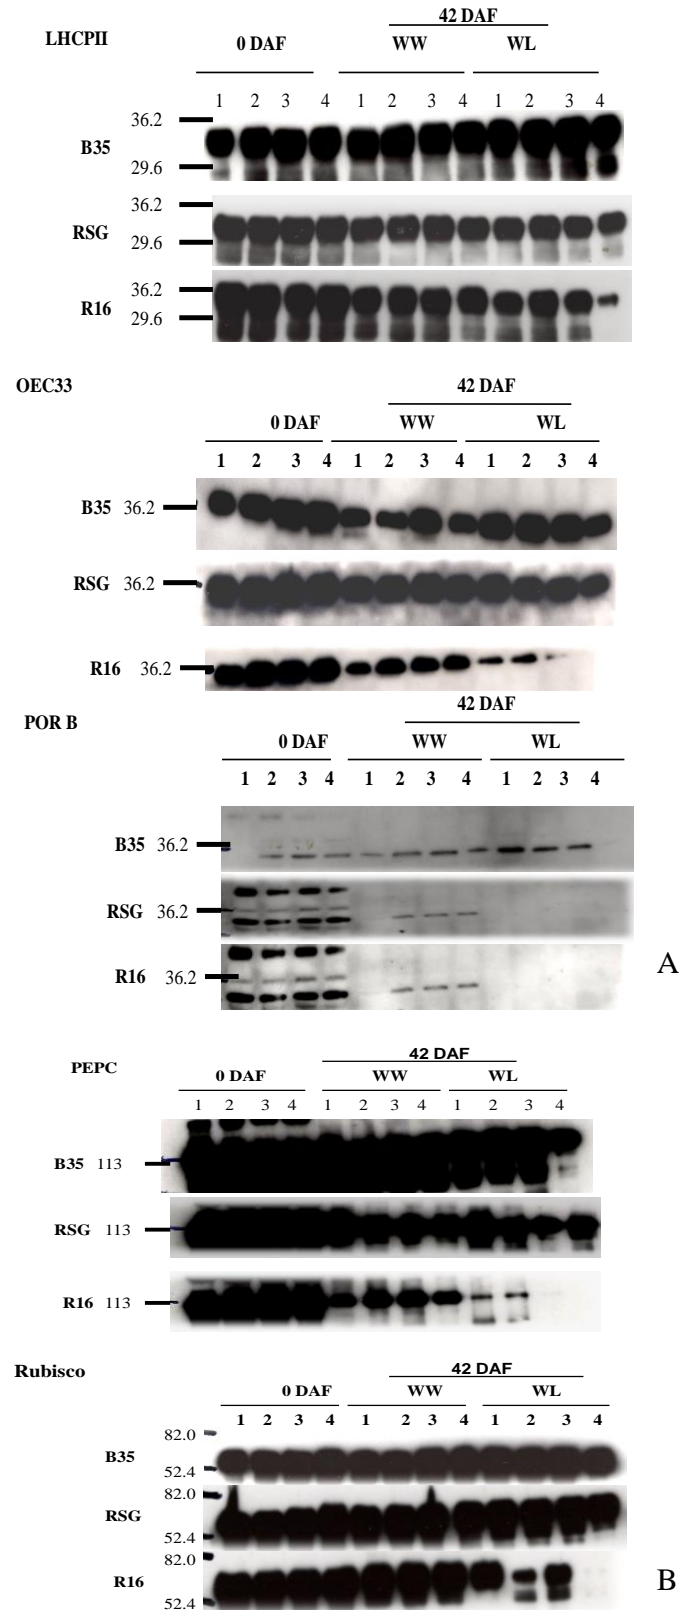 LHCPII
42 DAF
0 DAF WW WL
1 2 3 4 1 2 3 4 1 2 3 4
36.2
B35
29.6
36.2
RSG
29.6
36.2
R16
29.6
OEC33
42 DAF
0 DAF WW WL
1 2 3 4 1 2 3 4 1 2 3 4
B35 36.2
RSG 36.2
R16 36.2
42 DAF
POR B
0 DAF WW WL
1 2 3 4 1 2 3 4 1 2 3 4
B35 36.2
RSG 36.2
R16 36.2
A
42 DAF
PEPC
0 DAF WW WL
1 2 3 4 1 2 3 4 1 2 3 4
B35 113
RSG 113
R16 113
Rubisco
42 DAF
0 DAF WW WL
1 2 3 4 1 2 3 4 1 2 3 4
82.0
B35
52.4
82.0
RSG
52.4
82.0
R16
52.4
B